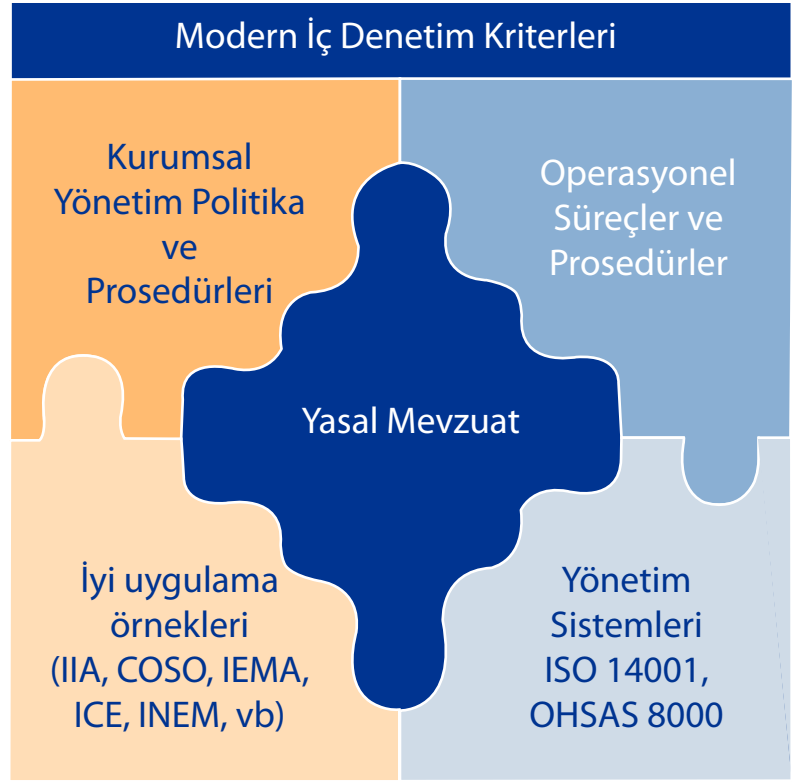 Modern İç Denetim Kriterleri
Kurumsal
Yönetim Politika
ve
Prosedürleri
Operasyonel
Süreçler ve
Prosedürler
Yasal Mevzuat
İyi uygulama
örnekleri
(IIA, COSO, IEMA,
ICE, INEM, vb)
Yönetim
Sistemleri
ISO 14001,
OHSAS 8000